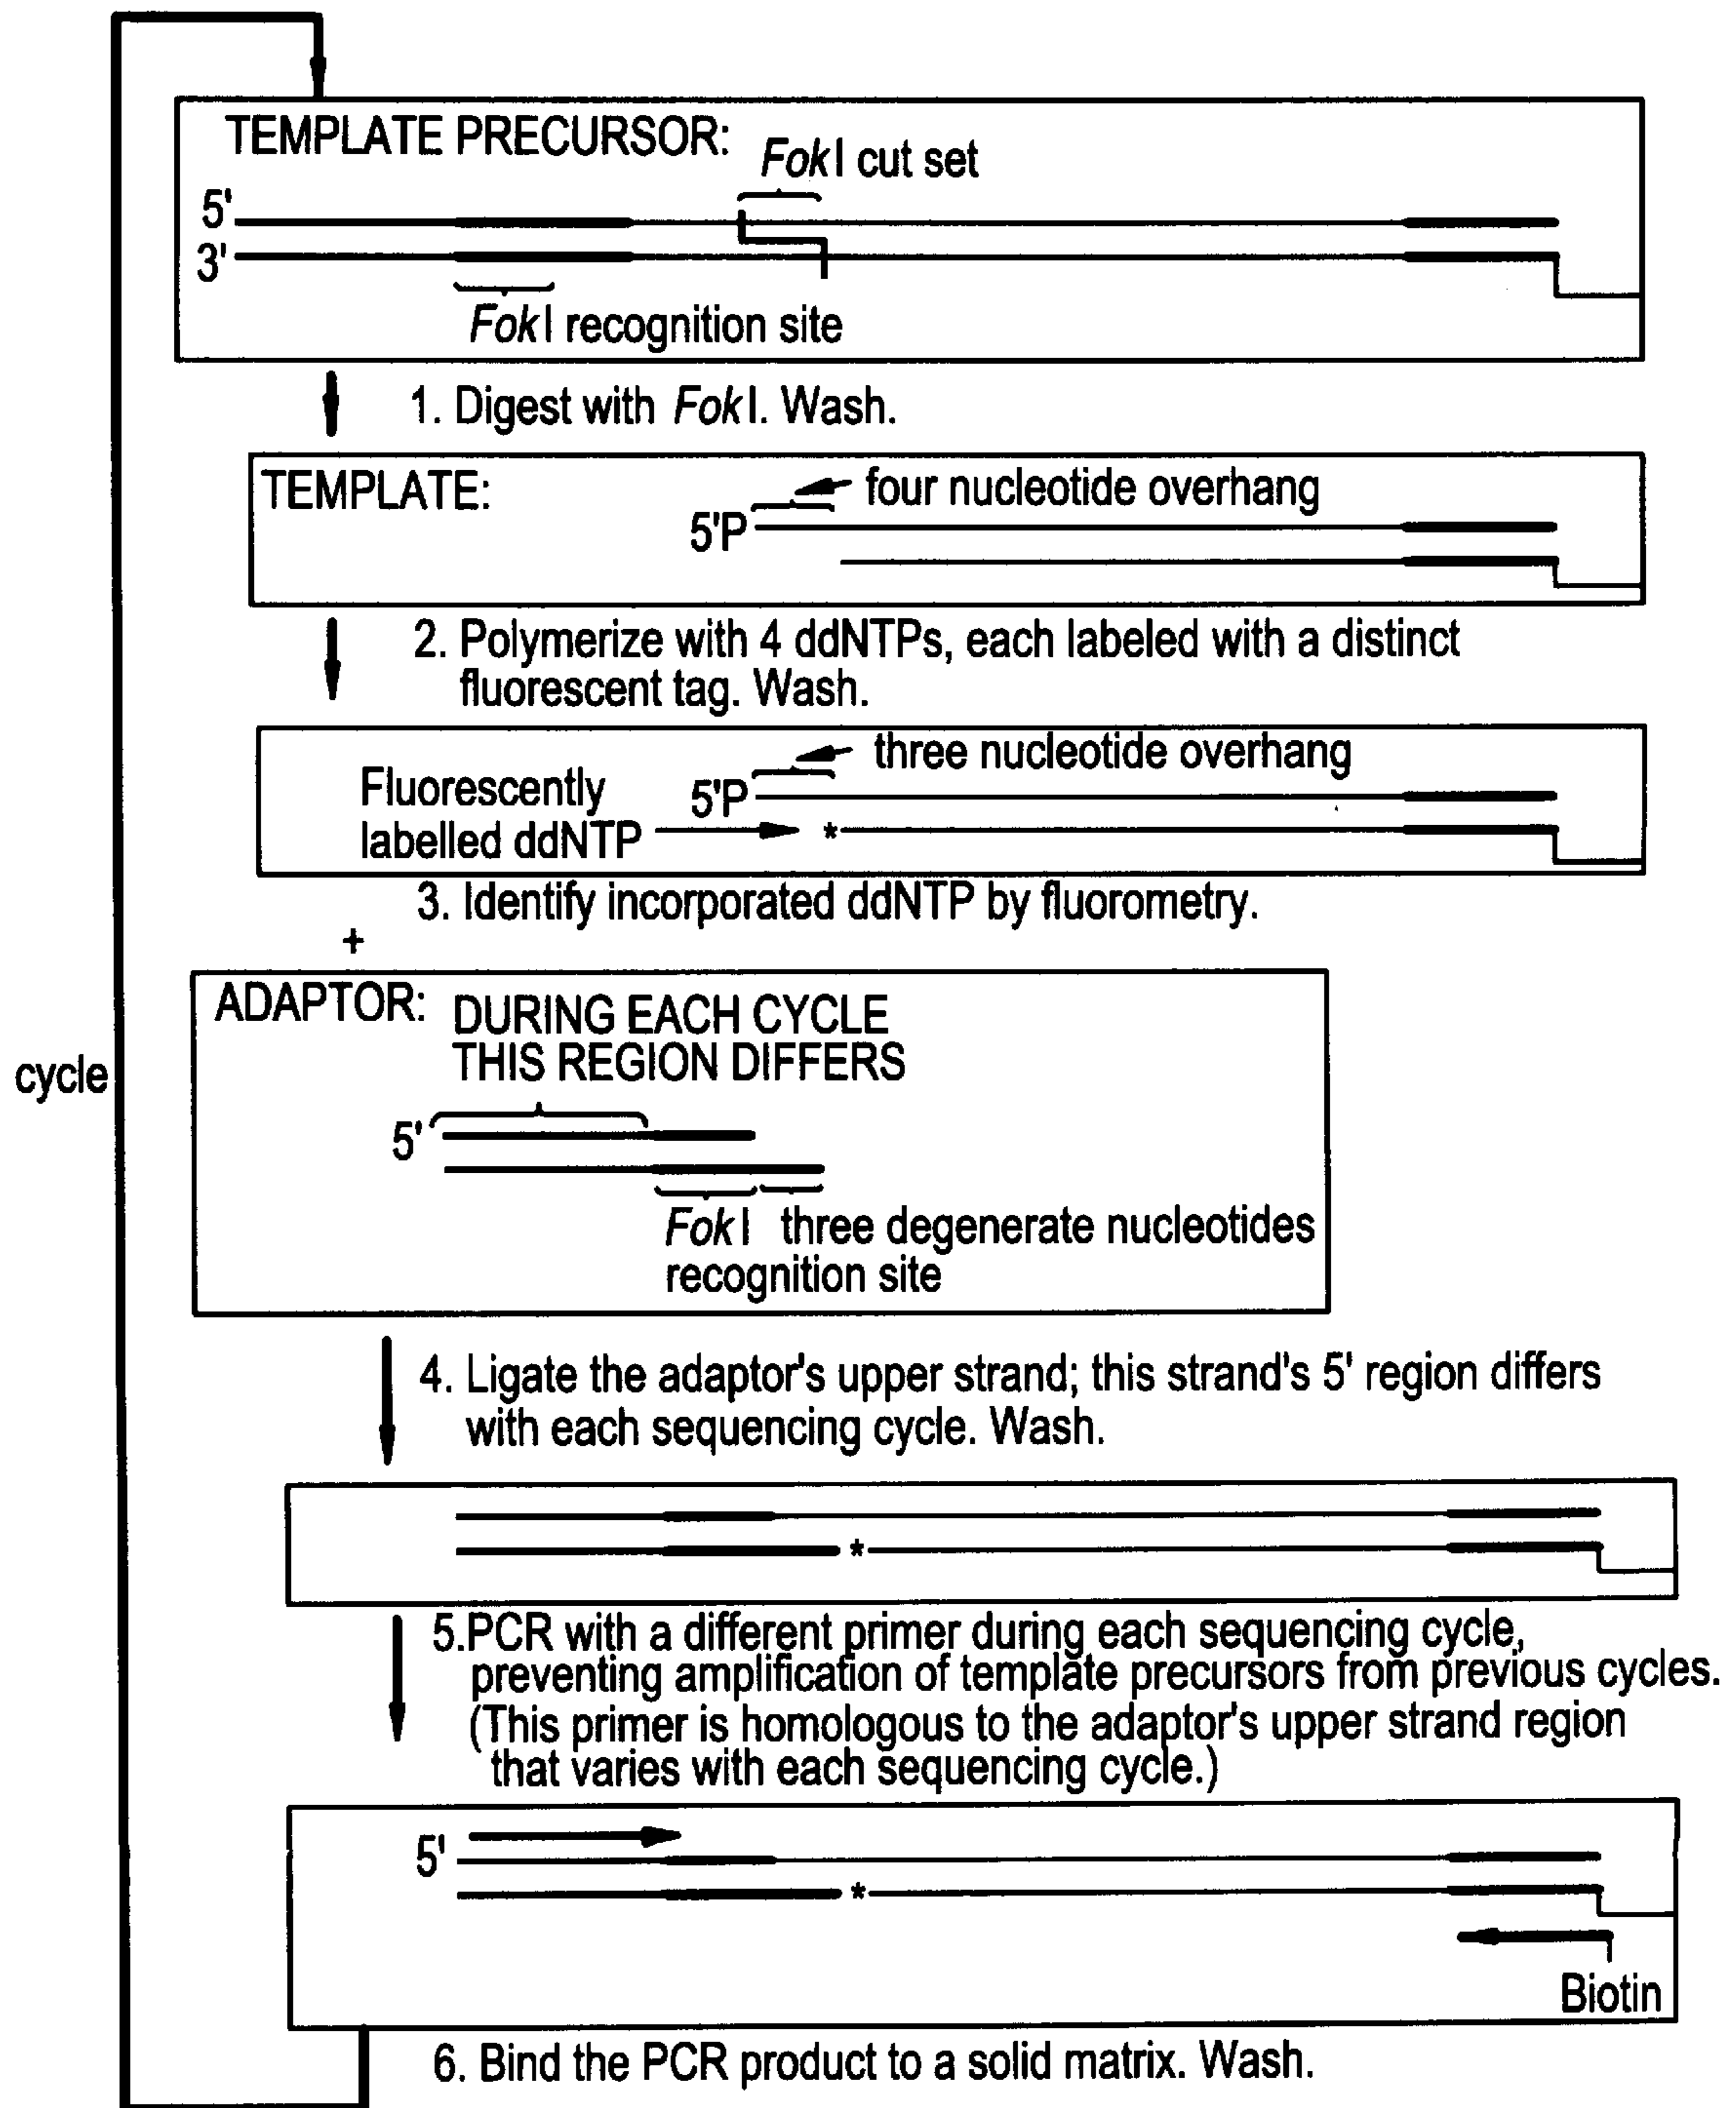 TEMPLATE PRECURSOR:
FokI cut set
5'
3'
FokI recognition site
1. Digest with FokI. Wash.
TEMPLATE:
four nucleotide overhang
5'P
2. Polymerize with 4 ddNTPs, each labeled with a distinct
fluorescent tag. Wash.
three nucleotide overhang
Fluorescently
5'P
labelled ddNTP
*
3. Identify incorporated ddNTP by fluorometry.
+
ADAPTOR:
DURING EACH CYCLE
THIS REGION DIFFERS
cycle
5'
FokI three degenerate nucleotides
recognition site
4. Ligate the adaptor's upper strand; this strand's 5' region differs
with each sequencing cycle. Wash.
*
5.PCR with a different primer during each sequencing cycle,
preventing amplification of template precursors from previous cycles.
(This primer is homologous to the adaptor's upper strand region
that varies with each sequencing cycle.)
5'
*
Biotin
6. Bind the PCR product to a solid matrix. Wash.